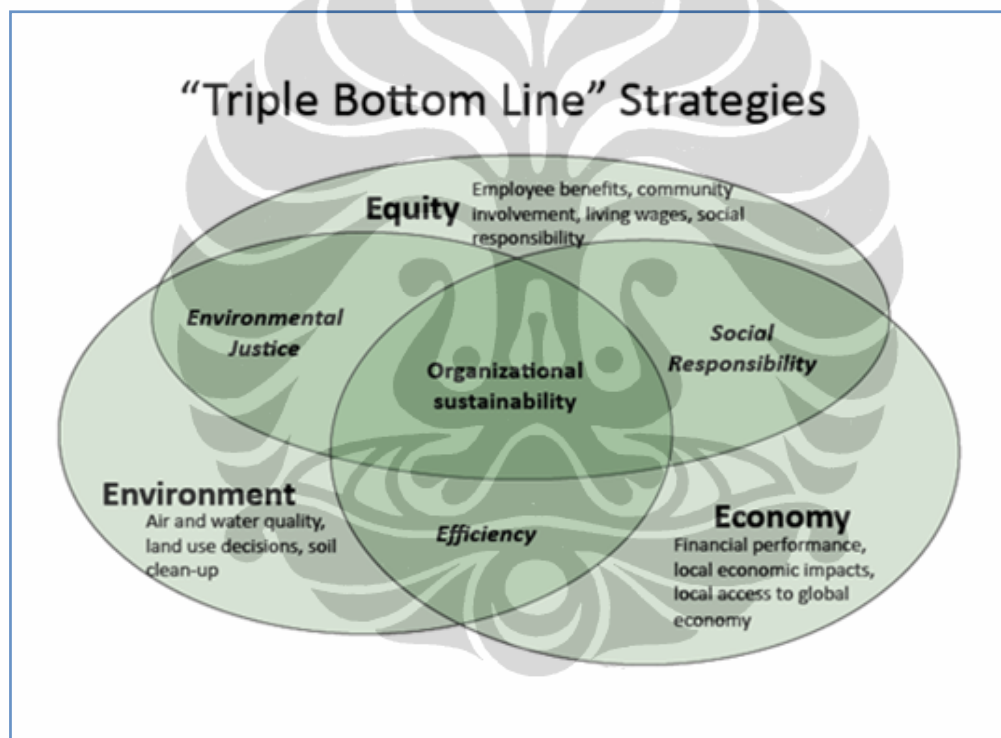 “Triple Bottom Line” Strategies
Equity
Employee benefits, community
involvement, living wages, social
responsibility
Environmental
Justice
Social
Responsibility
Organizational
sustainability
Environment
Air and water quality,
land use decisions, soil
clean-up
Efficiency
Economy
Financial performance,
local economic impacts,
local access to global
economy